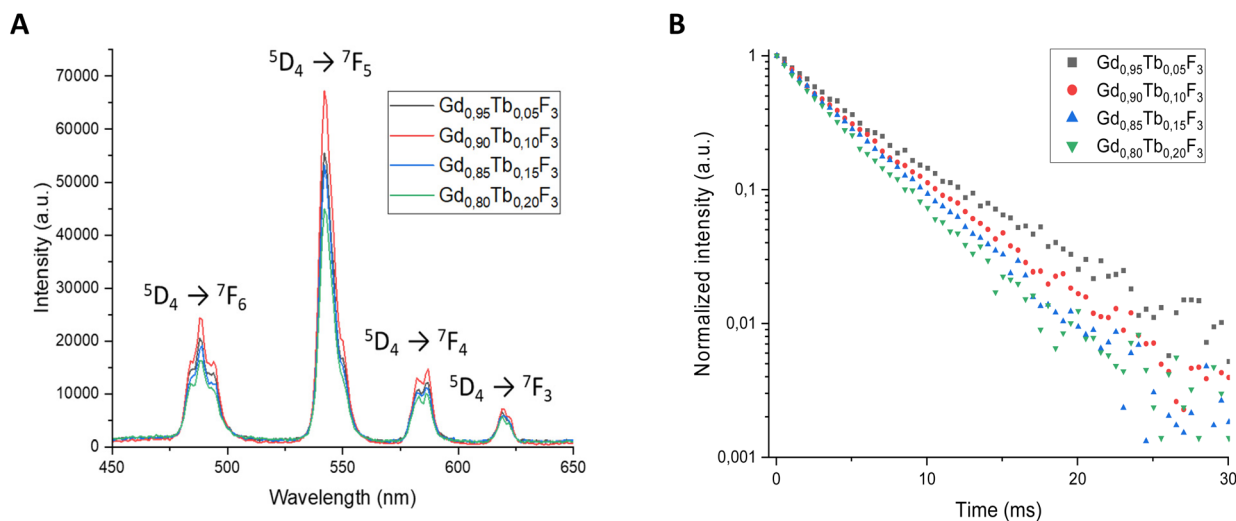 A
⁵D₄ → ⁷F₅
⁵D₄ → ⁷F₆
⁵D₄ → ⁷F₄
⁵D₄ → ⁷F₃
Gd₀,₉₅Tb₀,₀₅F₃
Gd₀,₉₀Tb₀,₁₀F₃
Gd₀,₈₅Tb₀,₁₅F₃
Gd₀,₈₀Tb₀,₂₀F₃
Intensity (a.u.)
70000
60000
50000
40000
30000
20000
10000
0
450
500
550
600
650
Wavelength (nm)
B
Gd₀,₉₅Tb₀,₀₅F₃
Gd₀,₉₀Tb₀,₁₀F₃
Gd₀,₈₅Tb₀,₁₅F₃
Gd₀,₈₀Tb₀,₂₀F₃
Normalized intensity (a.u.)
1
0,1
0,01
0,001
0
10
20
30
Time (ms)